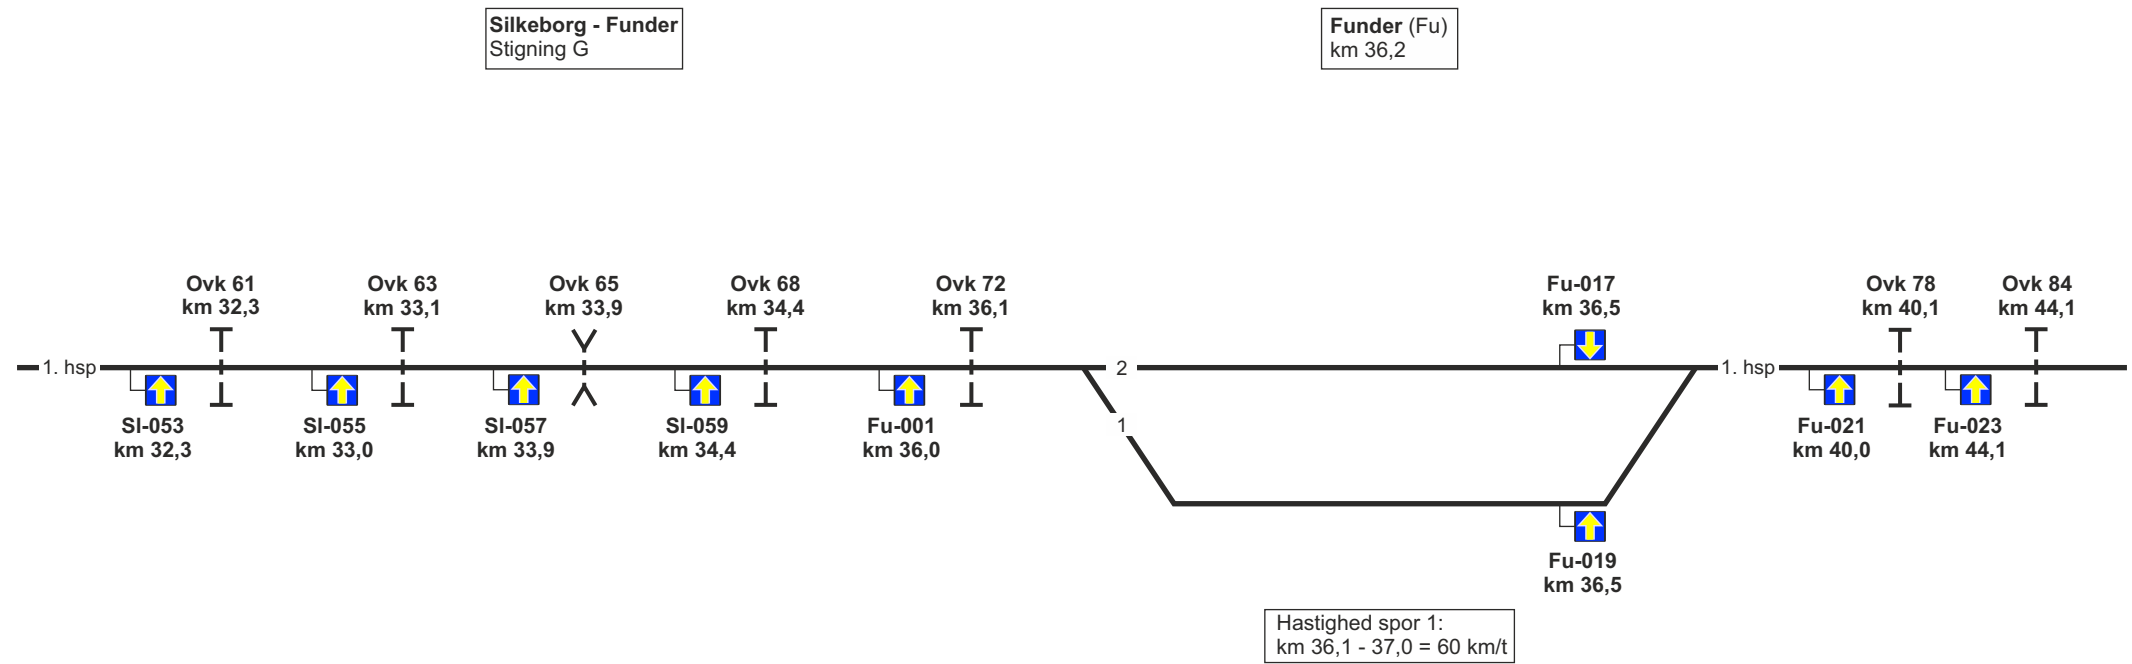 Silkeborg - Funder
Stigning G
Funder (Fu)
km 36,2
Ovk 61
km 32,3
Ovk 63
km 33,1
Ovk 65
km 33,9
Ovk 68
km 34,4
Ovk 72
km 36,1
Fu-017
km 36,5
Ovk 78
km 40,1
Ovk 84
km 44,1
1. hsp
2
1. hsp
SI-053
km 32,3
SI-055
km 33,0
SI-057
km 33,9
SI-059
km 34,4
Fu-001
km 36,0
1
Fu-021
km 40,0
Fu-023
km 44,1
Fu-019
km 36,5
Hastighed spor 1:
km 36,1 - 37,0 = 60 km/t